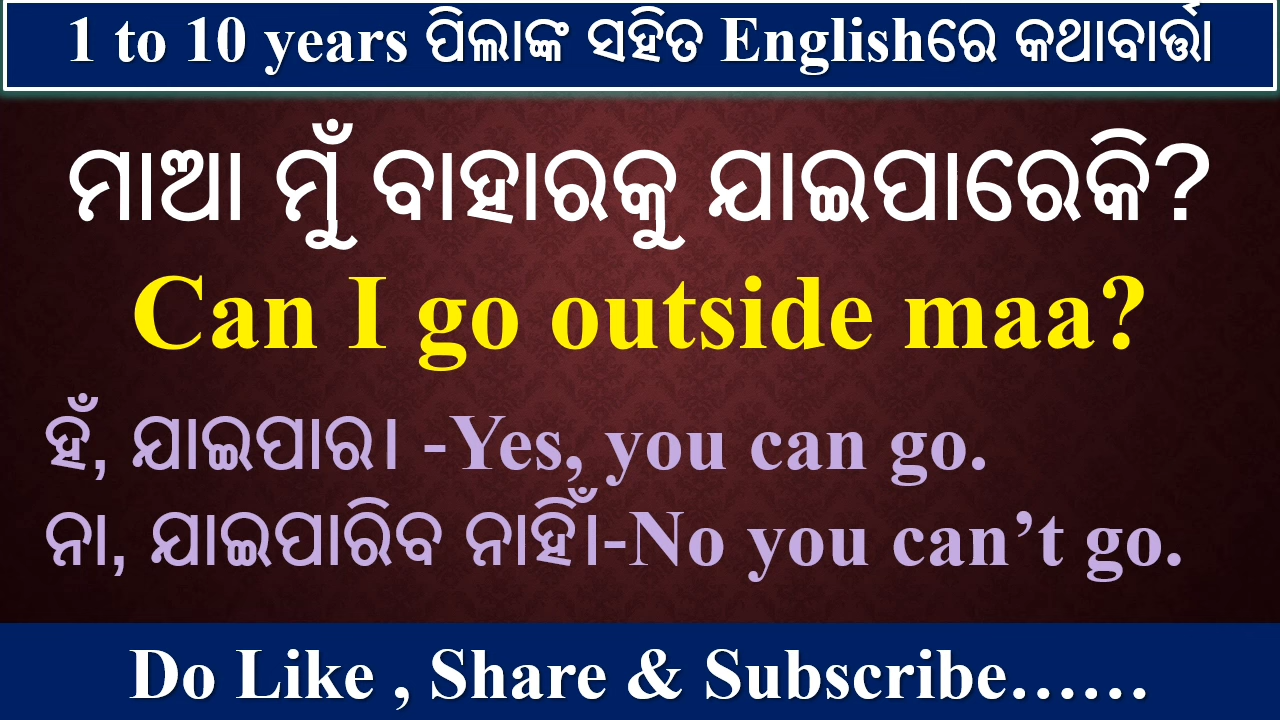 1 to 10 years ପିଲାଙ୍କ ସହିତ Englishରେ କଥାବାର୍ତ୍ତା
ମାଆ ମୁଁ ବାହାରକୁ ଯାଇପାରେକି?
Can I go outside maa?
ହଁ, ଯାଇପାର। -Yes, you can go.
ନା, ଯାଇପାରିବ ନାହିଁ।-No you can’t go.
Do Like , Share & Subscribe……